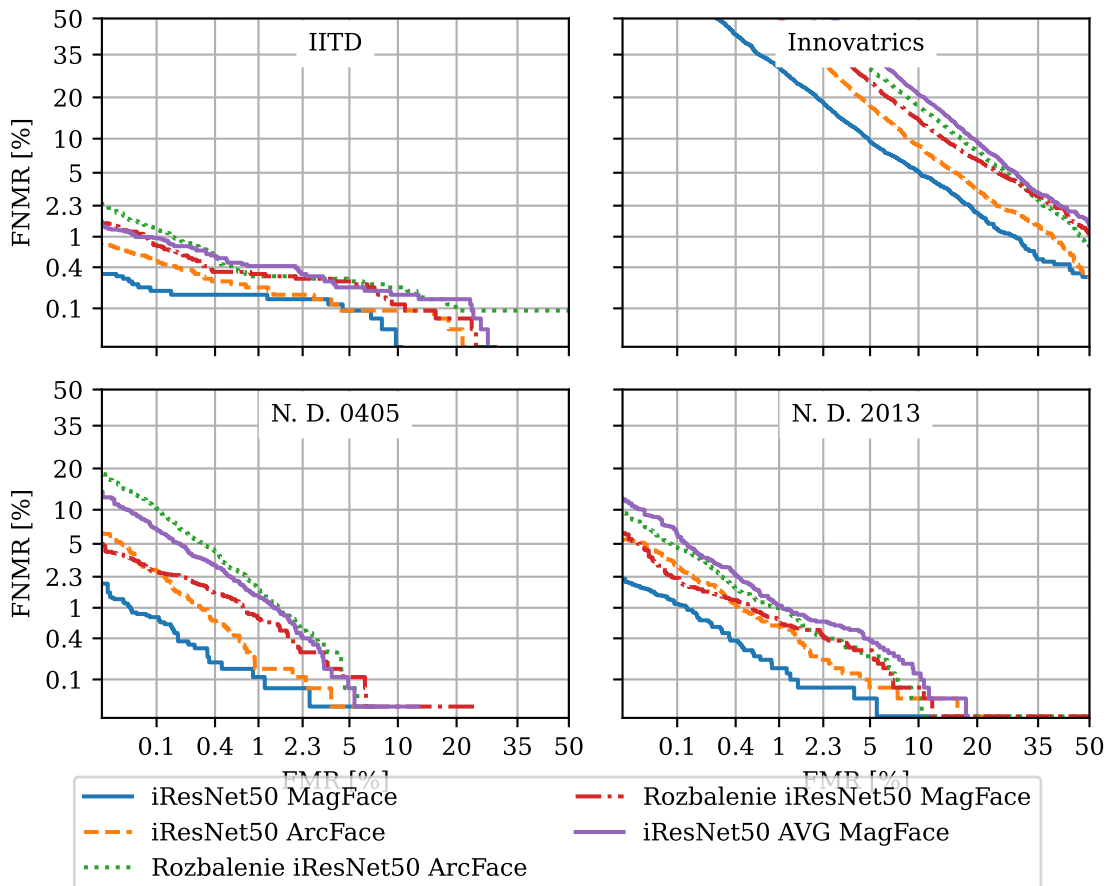 50
35
20
10
5
2.3
1
0.4
0.1
FNMR [%]
IITD
Innovatrics
50
35
20
10
5
2.3
1
0.4
0.1
FNMR [%]
N. D. 0405
N. D. 2013
0.1 0.4 1 2.3 5 10 20 35 50
0.1 0.4 1 2.3 5 10 20 35 50
FMR [%]
FMR [%]
iResNet50 MagFace
iResNet50 ArcFace
Rozbalenie iResNet50 ArcFace
Rozbalenie iResNet50 MagFace
iResNet50 AVG MagFace